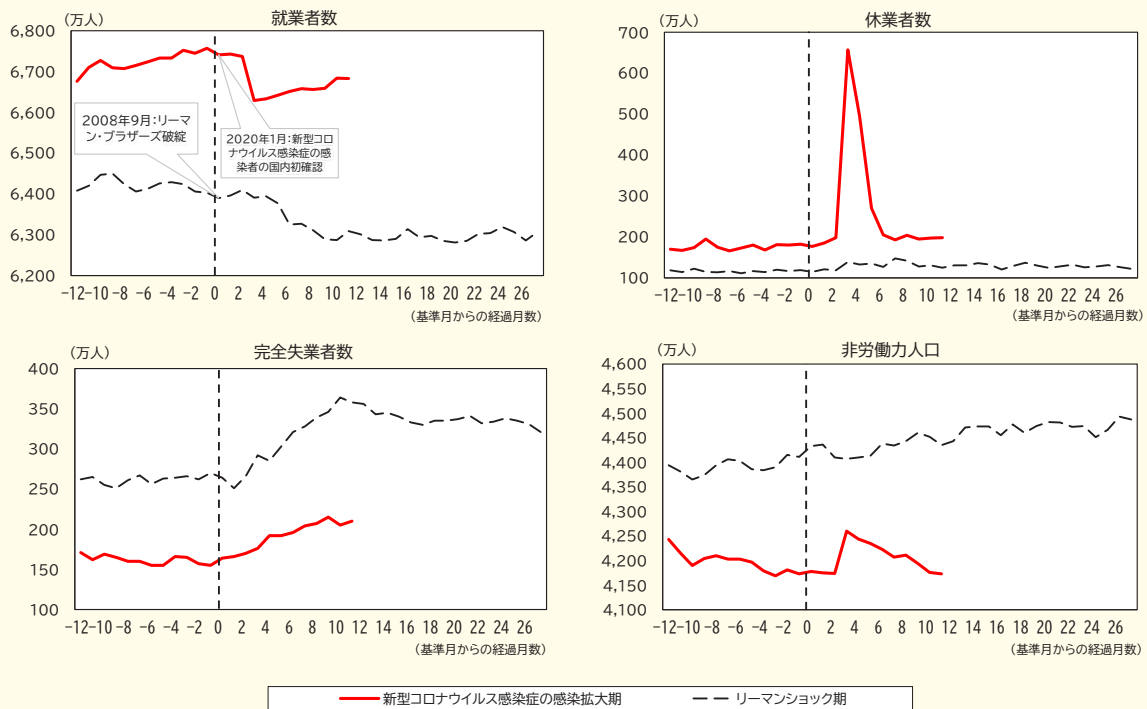 就業者数
(万人)
6,800
6,700
6,600
6,500
6,400
6,300
6,200
2008年9月：リーマ
ン・ブラザーズ破綻
2020年1月：新型コロ
ナウイルス感染症の感
染者の国内初確認
−12−10 −8 −6 −4 −2 0 2 4 6 8 10 12 14 16 18 20 22 24 26
(基準月からの経過月数)
休業者数
(万人)
700
600
500
400
300
200
100
−12−10 −8 −6 −4 −2 0 2 4 6 8 10 12 14 16 18 20 22 24 26
(基準月からの経過月数)
完全失業者数
(万人)
400
350
300
250
200
150
100
−12−10 −8 −6 −4 −2 0 2 4 6 8 10 12 14 16 18 20 22 24 26
(基準月からの経過月数)
非労働力人口
(万人)
4,600
4,550
4,500
4,450
4,400
4,350
4,300
4,250
4,200
4,150
4,100
−12−10 −8 −6 −4 −2 0 2 4 6 8 10 12 14 16 18 20 22 24 26
(基準月からの経過月数)
新型コロナウイルス感染症の感染拡大期 リーマンショック期